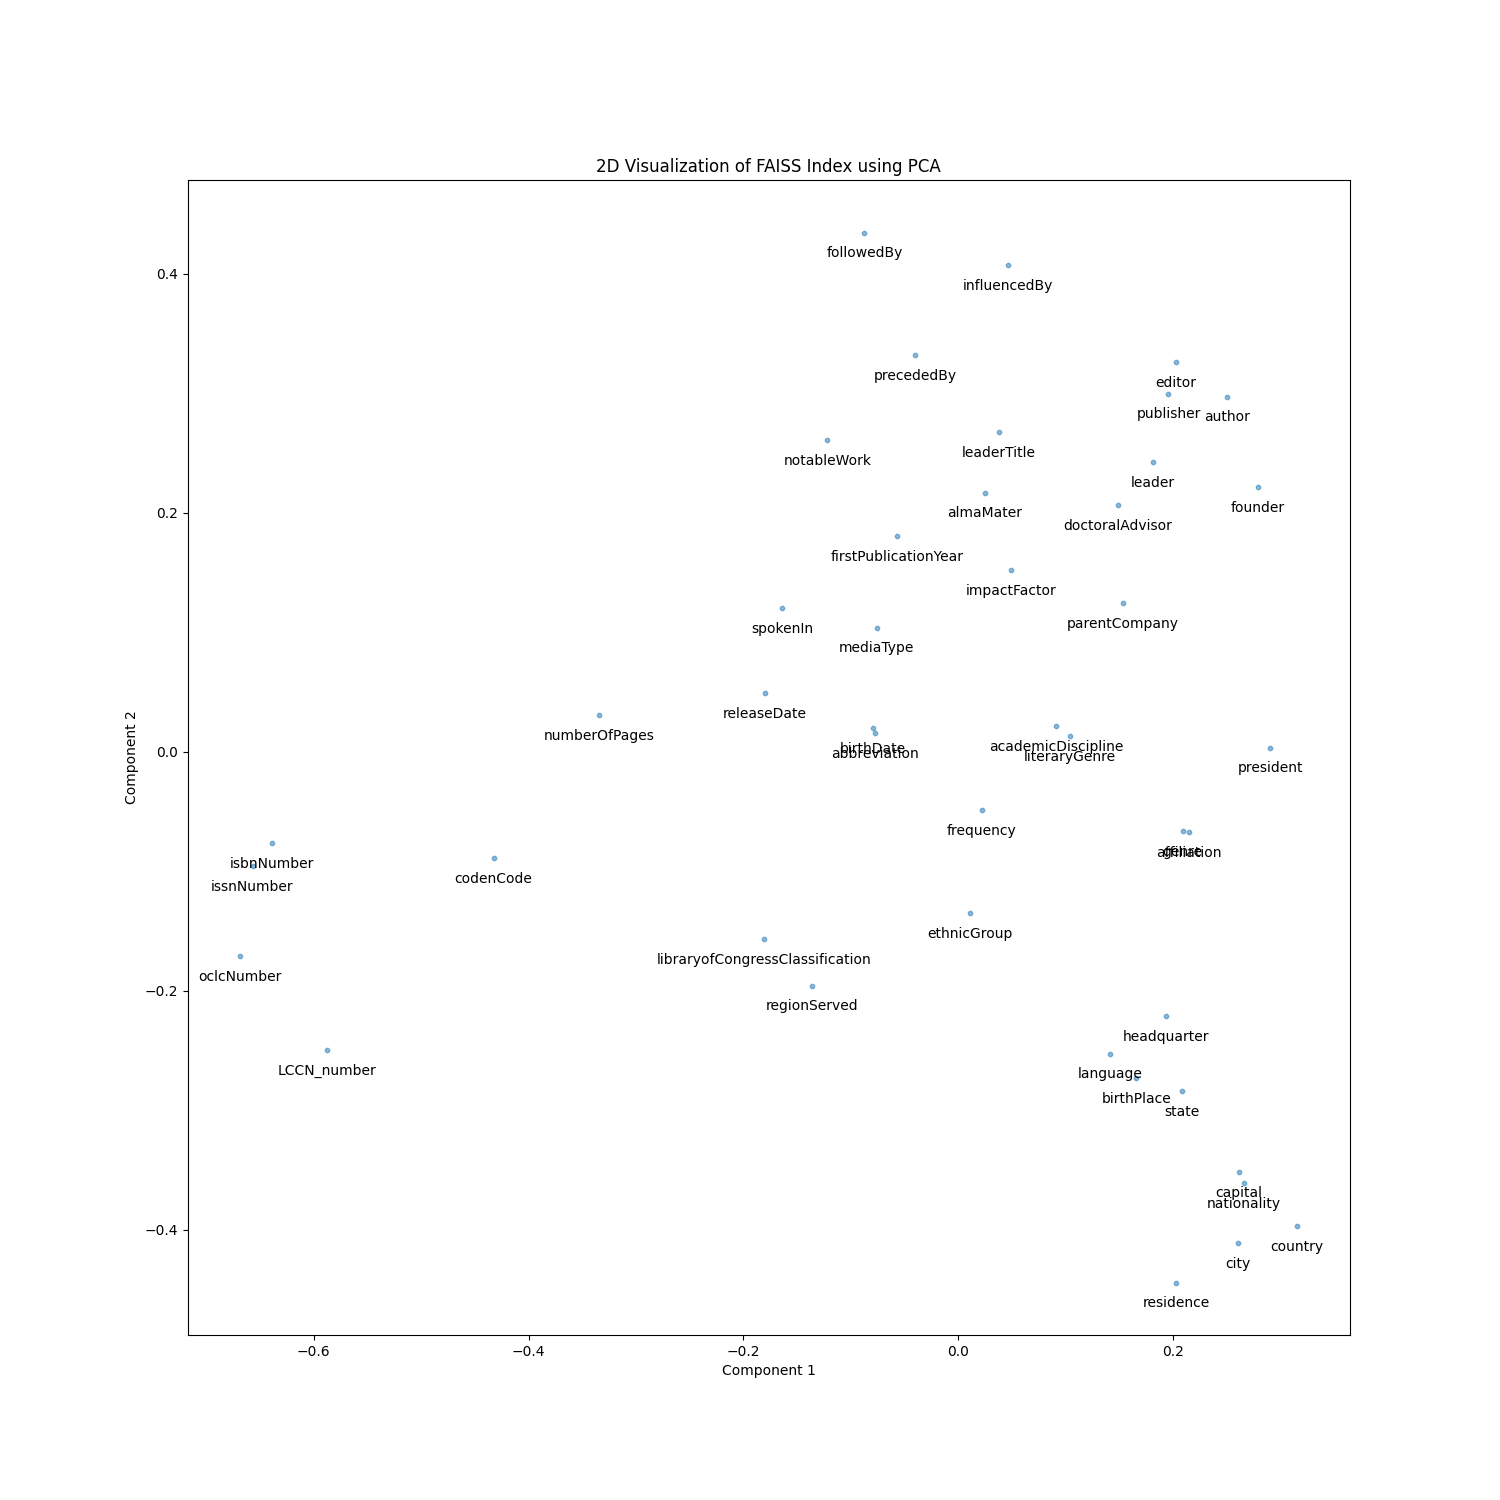 2D Visualization of FAISS Index using PCA
followedBy
influencedBy
precededBy
editor
publisher
author
notableWork
leaderTitle
leader
founder
almaMater
doctoralAdvisor
firstPublicationYear
impactFactor
parentCompany
spokenIn
mediaType
releaseDate
numberOfPages
birthDate
abbreviation
academicDiscipline
literaryGenre
president
frequency
affiliation
genre
isbnNumber
issnNumber
codenCode
ethnicGroup
libraryofCongressClassification
oclcNumber
regionServed
headquarter
LCCN_number
language
birthPlace
state
capital
nationality
country
city
residence
0.4
0.2
0.0
−0.2
−0.4
Component 2
−0.6
−0.4
−0.2
0.0
0.2
Component 1